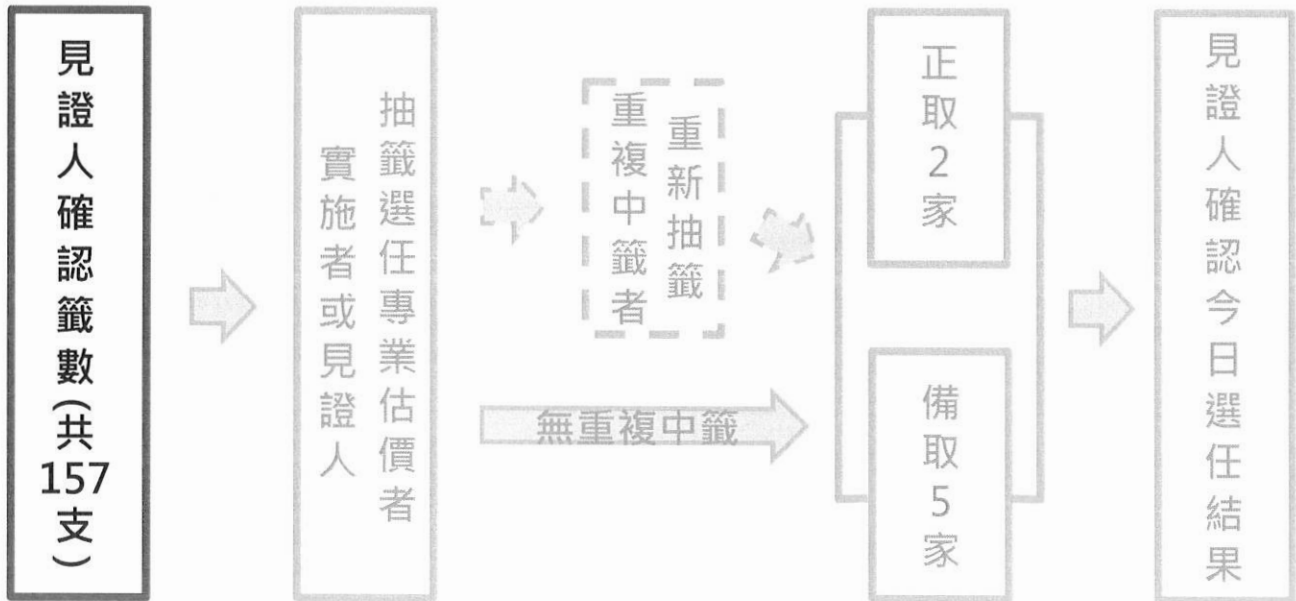 見證人確認籤數(共157支)
抽籤選任專業估價者
實施者或見證人
重新抽籤
重複中籤者
無重複中籤
正取2家
備取5家
見證人確認今日選任結果